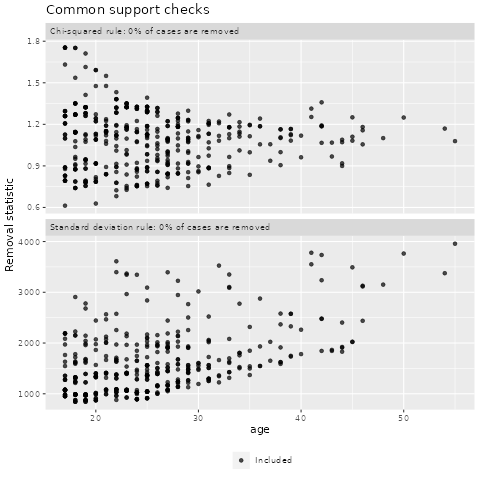 Common support checks
Chi-squared rule: 0% of cases are removed
1.8
1.5
1.2
0.9
0.6
Standard deviation rule: 0% of cases are removed
4000
3000
2000
1000
Removal statistic
20 30 40 50
age
Included